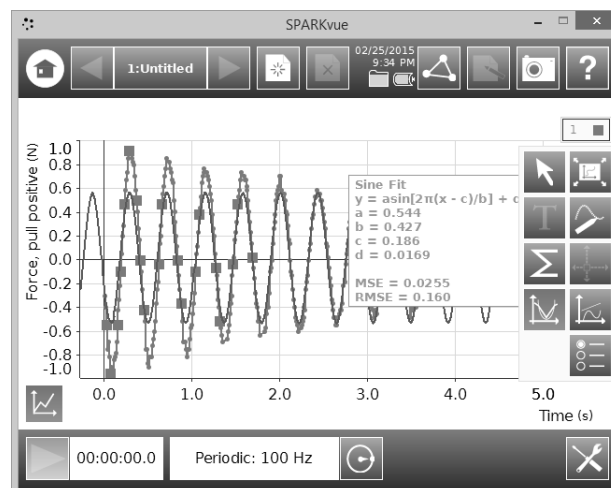 SPARKvue
1:Untitled
02/25/2015
9:34 PM
?
1
Force, pull positive (N)
1.0
0.8
0.6
0.4
0.2
0.0
-0.2
-0.4
-0.6
-0.8
-1.0
Sine Fit
y = asin[2π(x - c)/b] + d
a = 0.544
b = 0.427
c = 0.186
d = 0.0169
MSE = 0.0255
RMSE = 0.160
T
Σ
0.0 1.0 2.0 3.0 4.0 5.0
Time (s)
00:00:00.0
Periodic: 100 Hz